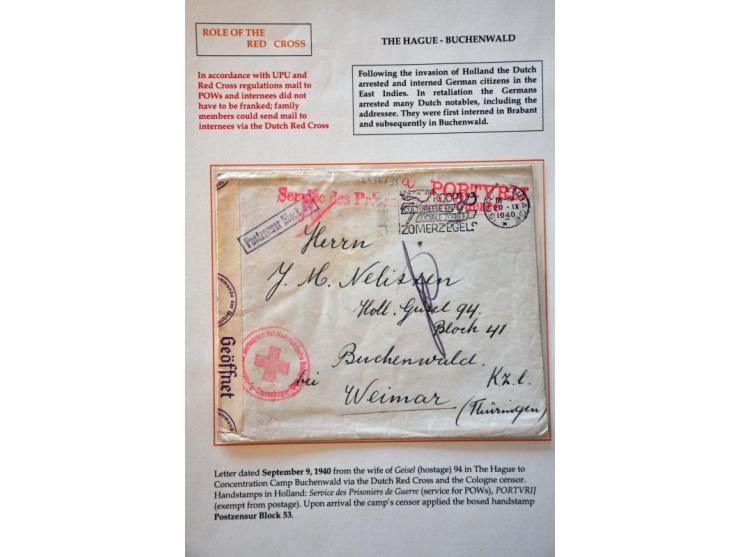 ROLE OF THE
RED CROSS
THE HAGUE - BUCHENWALD
In accordance with UPU and
Red Cross regulations mail to
POWs and internees did not
have to be franked; family
members could send mail to
internees via the Dutch Red Cross
Following the invasion of Holland the Dutch
arrested and interned German citizens in the
East Indies. In retaliation the Germans
arrested many Dutch notables, including the
addressee. They were first interned in Brabant
and subsequently in Buchenwald.
Service des Pris
PORTVRIJ
Guerre
KOOPT
ZOMERZEGELS
'S GRAVENHAGE
18
20 - IX
1940
Postzensur Block
Herrn
J. M. Nelissen
Holl. Geisel 94.
Block 41
Buchenwald.
bei
K.z.l.
Weimar
(Thüringen)
Geöffnet
Letter dated September 9, 1940 from the wife of Geisel (hostage) 94 in The Hague to
Concentration Camp Buchenwald via the Dutch Red Cross and the Cologne censor.
Handstamps in Holland: Service des Prisoniers de Guerre (service for POWs), PORTVRIJ
(exempt from postage). Upon arrival the camp's censor applied the boxed handstamp
Postzensur Block 53.